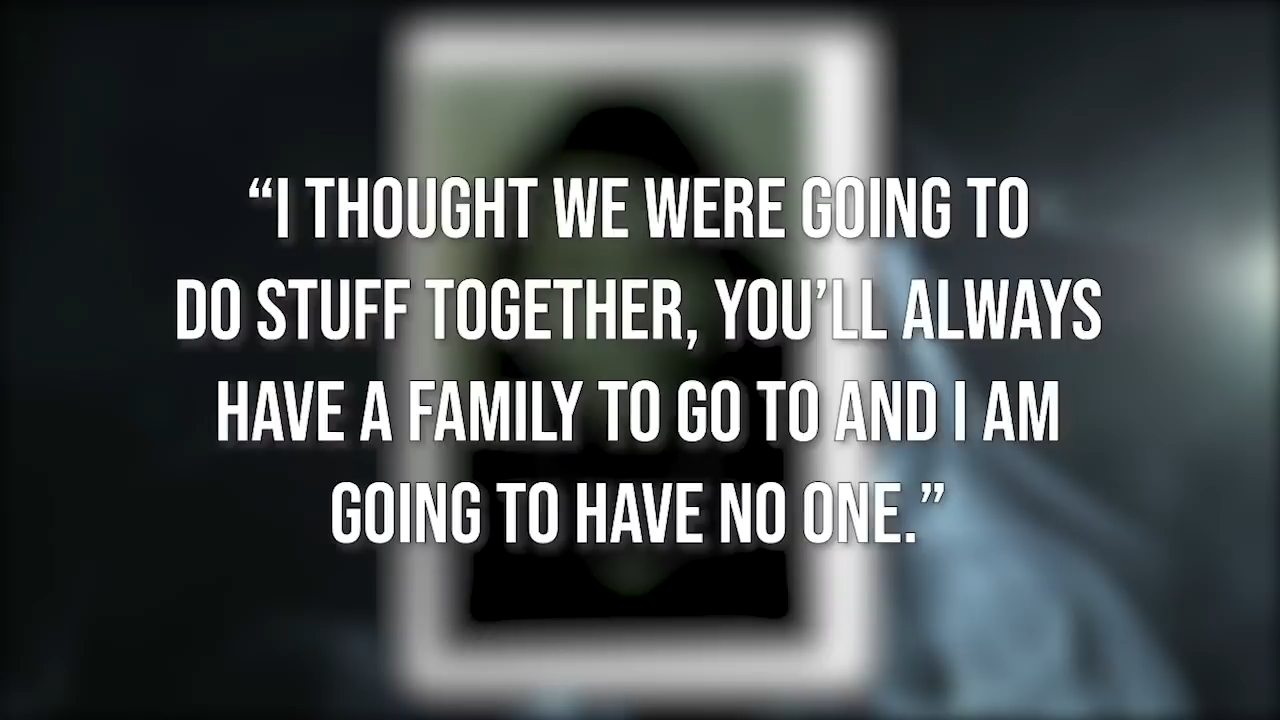 “I THOUGHT WE WERE GOING TO
DO STUFF TOGETHER, YOU’LL ALWAYS
HAVE A FAMILY TO GO TO AND I AM
GOING TO HAVE NO ONE.”